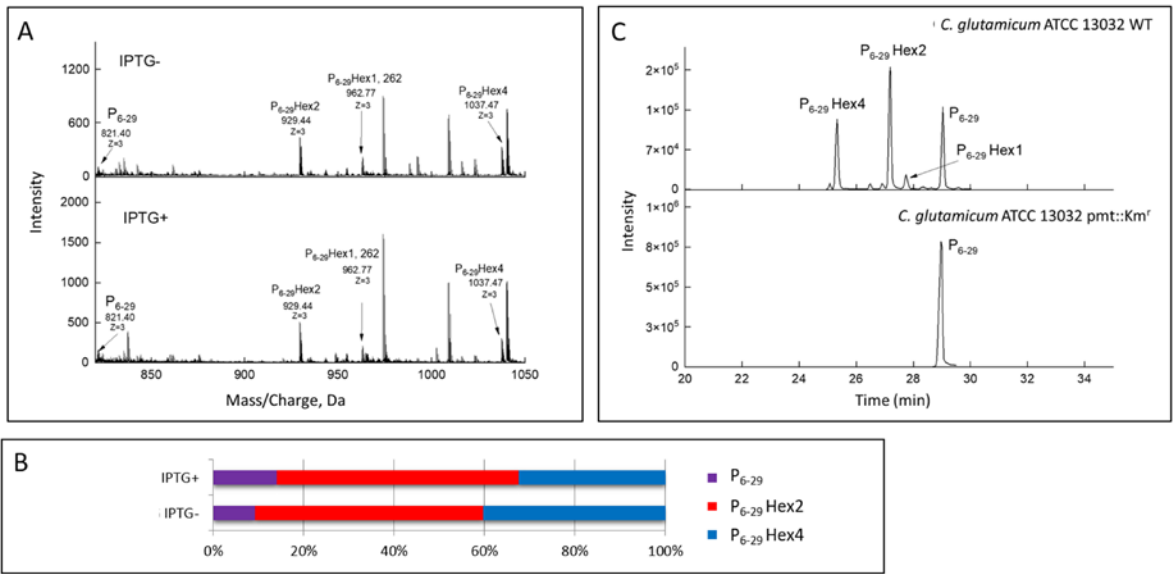 A
IPTG-
1200
600
0
P6-29
821.40
Z=3
P6-29Hex2
929.44
Z=3
P6-29Hex1, 262
962.77
Z=3
P6-29Hex4
1037.47
Z=3
IPTG+
2000
1500
1000
500
0
P6-29
821.40
Z=3
P6-29Hex2
929.44
Z=3
P6-29Hex1, 262
962.77
Z=3
P6-29Hex4
1037.47
Z=3
Intensity
850 900 950 1000 1050
Mass/Charge, Da
C
C. glutamicum ATCC 13032 WT
2×10⁵
1×10⁵
7×10⁴
0
P6-29 Hex4
P6-29 Hex2
P6-29
P6-29 Hex1
C. glutamicum ATCC 13032 pmt::Kmʳ
1×10⁶
8×10⁵
5×10⁵
3×10⁵
0
P6-29
Intensity
20 22 24 26 28 30 32 34
Time (min)
B
IPTG+
IPTG-
0% 20% 40% 60% 80% 100%
P6-29
P6-29 Hex2
P6-29 Hex4